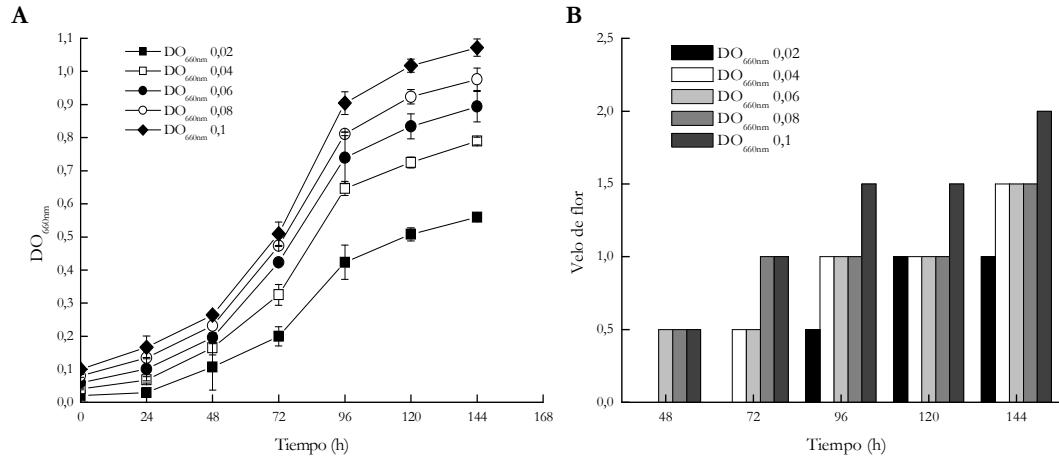 A
DO660nm 0,02
DO660nm 0,04
DO660nm 0,06
DO660nm 0,08
DO660nm 0,1
DO660nm
1,1
1,0
0,9
0,8
0,7
0,6
0,5
0,4
0,3
0,2
0,1
0,0
0 24 48 72 96 120 144 168
Tiempo (h)
B
DO660nm 0,02
DO660nm 0,04
DO660nm 0,06
DO660nm 0,08
DO660nm 0,1
Velo de flor
2,5
2,0
1,5
1,0
0,5
0,0
48 72 96 120 144
Tiempo (h)